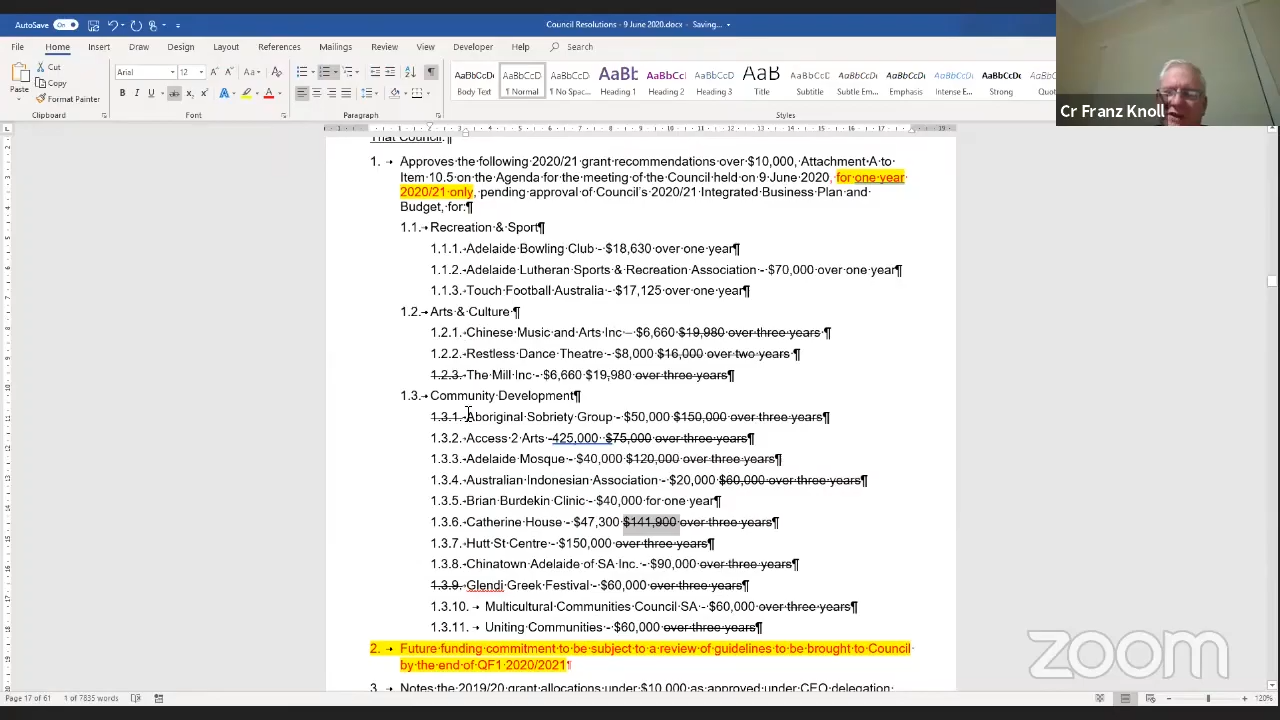 AutoSave On Council Resolutions - 9 June 2020.docx - Saving...
File Home Insert Draw Design Layout References Mailings Review View Developer Help Search
Paste Cut Copy Format Painter
Arial 12
B I U
Clipboard Font Paragraph Styles
AaBbCcDc AaBbCcD AaBbCcD AaBb AaBbCc AaBbCcD AaBbCcDd AaB AaBbCcD AaBbCcDd AaBbCcDc AaBbCcDd AaBbCcDc
Body Text ¶ Normal ¶ No Spac... Heading 1 Heading 2 Heading 3 Title Subtitle Subtle Em... Emphasis Intense E... Strong Quot
Cr Franz Knoll
That Council:¶
1. Approves the following 2020/21 grant recommendations over $10,000, Attachment A to
Item 10.5 on the Agenda for the meeting of the Council held on 9 June 2020, for one year
2020/21 only, pending approval of Council's 2020/21 Integrated Business Plan and
Budget, for:¶
1.1. Recreation & Sport¶
1.1.1. Adelaide Bowling Club - $18,630 over one year¶
1.1.2. Adelaide Lutheran Sports & Recreation Association - $70,000 over one year¶
1.1.3. Touch Football Australia - $17,125 over one year¶
1.2. Arts & Culture ¶
1.2.1. Chinese Music and Arts Inc – $6,660 $19,980 over three years ¶
1.2.2. Restless Dance Theatre - $8,000 $16,000 over two years ¶
1.2.3. The Mill Inc - $6,660 $19,980 over three years¶
1.3. Community Development¶
1.3.1. Aboriginal Sobriety Group - $50,000 $150,000 over three years¶
1.3.2. Access 2 Arts -425,000 $75,000 over three years¶
1.3.3. Adelaide Mosque - $40,000 $120,000 over three years¶
1.3.4. Australian Indonesian Association - $20,000 $60,000 over three years¶
1.3.5. Brian Burdekin Clinic - $40,000 for one year¶
1.3.6. Catherine House - $47,300 $141,900 over three years¶
1.3.7. Hutt St Centre - $150,000 over three years¶
1.3.8. Chinatown Adelaide of SA Inc. - $90,000 over three years¶
1.3.9. Glendi Greek Festival - $60,000 over three years¶
1.3.10. Multicultural Communities Council SA - $60,000 over three years¶
1.3.11. Uniting Communities - $60,000 over three years¶
2. Future funding commitment to be subject to a review of guidelines to be brought to Council
by the end of QF1 2020/2021¶
3. Notes the 2019/20 grant allocations under $10,000 as approved under CEO delegation
zoom
Page 17 of 61 1 of 7835 words 120%